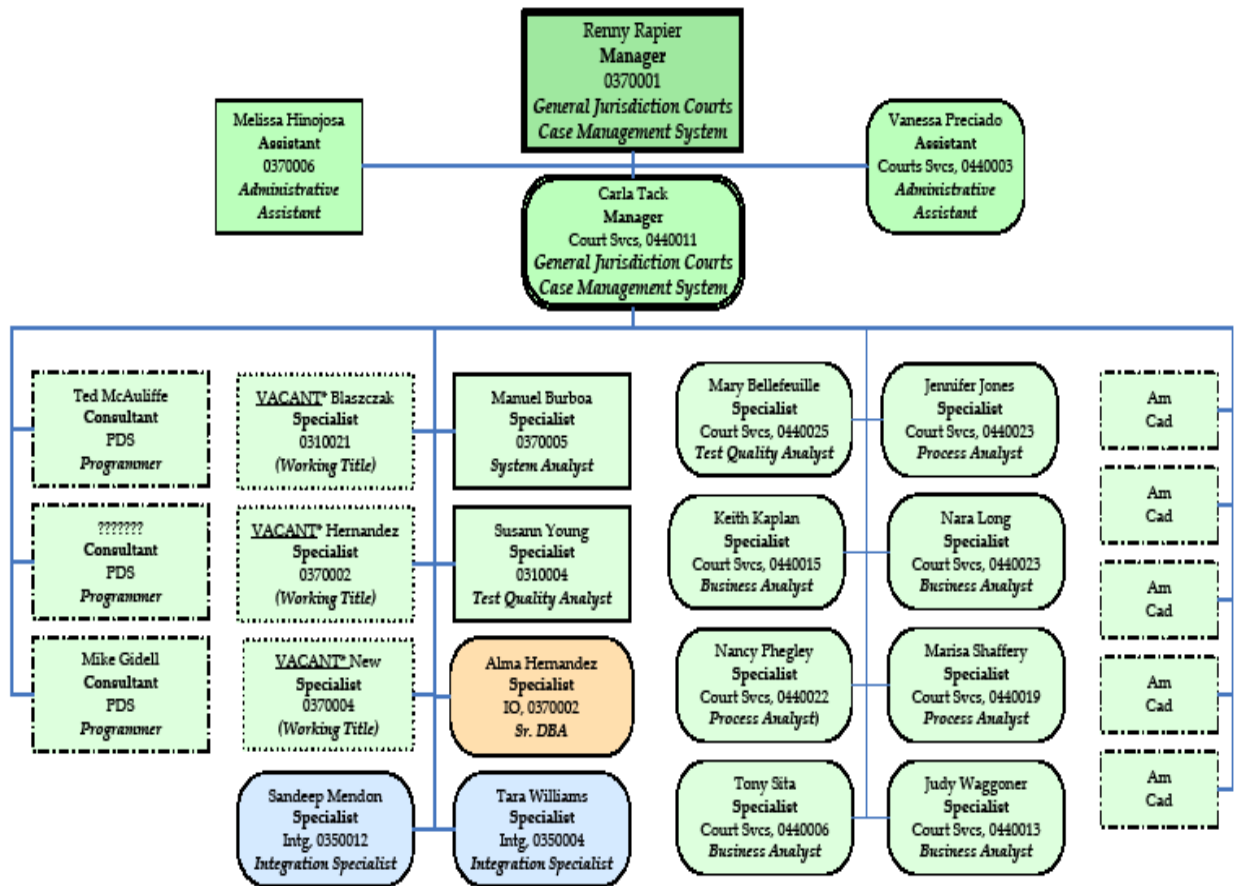 Renny Rapier
Manager
0370001
General Jurisdiction Courts
Case Management System
Melissa Hinojosa
Assistant
0370006
Administrative
Assistant
Vanessa Preciado
Assistant
Courts Svcs, 0440003
Administrative
Assistant
Carla Tack
Manager
Court Svcs, 0440011
General Jurisdiction Courts
Case Management System
Ted McAuliffe
Consultant
PDS
Programmer
VACANT* Blaszczak
Specialist
0310021
(Working Title)
Manuel Burboa
Specialist
0370005
System Analyst
Mary Bellefeuille
Specialist
Court Svcs, 0440025
Test Quality Analyst
Jennifer Jones
Specialist
Court Svcs, 0440023
Process Analyst
Am
Cad
???????
Consultant
PDS
Programmer
VACANT* Hernandez
Specialist
0370002
(Working Title)
Susann Young
Specialist
0310004
Test Quality Analyst
Keith Kaplan
Specialist
Court Svcs, 0440015
Business Analyst
Nara Long
Specialist
Court Svcs, 0440023
Business Analyst
Am
Cad
Mike Gidell
Consultant
PDS
Programmer
VACANT* New
Specialist
0370004
(Working Title)
Alma Hernandez
Specialist
IO, 0370002
Sr. DBA
Nancy Phegley
Specialist
Court Svcs, 0440022
Process Analyst)
Marisa Shaffery
Specialist
Court Svcs, 0440019
Process Analyst
Am
Cad
Am
Cad
Sandeep Mendon
Specialist
Intg, 0350012
Integration Specialist
Tara Williams
Specialist
Intg, 0350004
Integration Specialist
Tony Sita
Specialist
Court Svcs, 0440006
Business Analyst
Judy Waggoner
Specialist
Court Svcs, 0440013
Business Analyst
Am
Cad